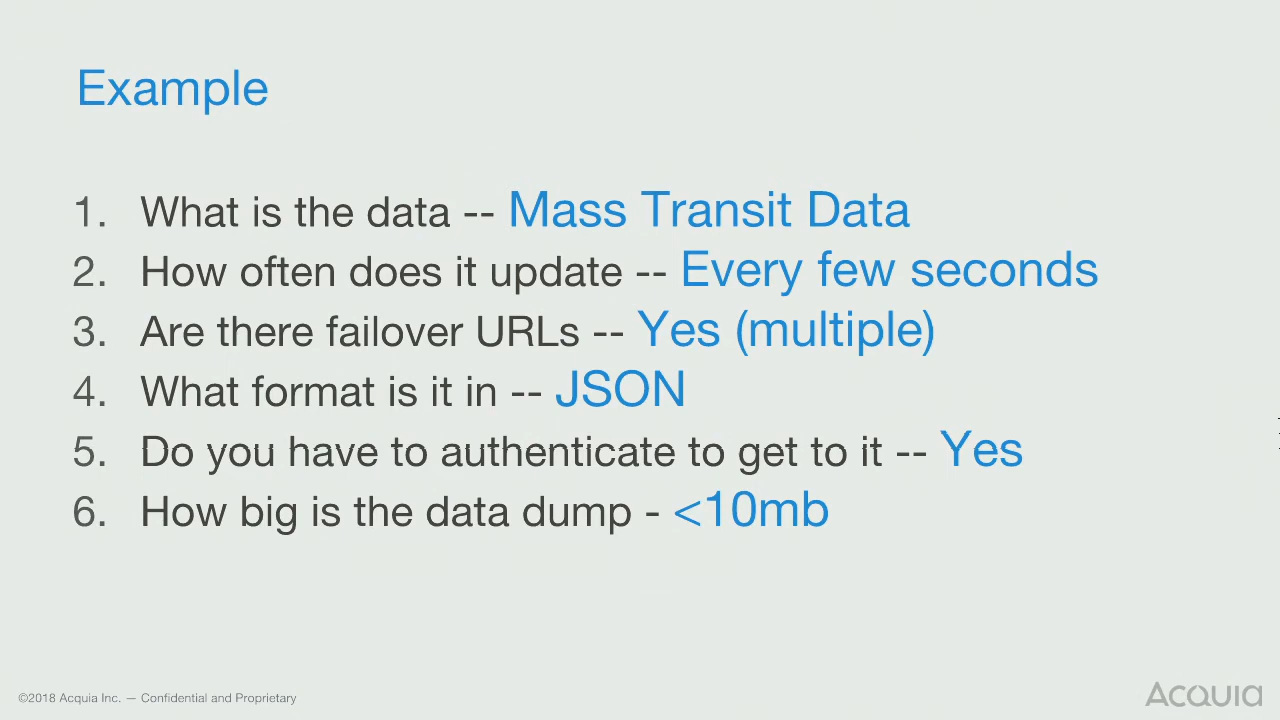 Example
1. What is the data -- Mass Transit Data
2. How often does it update -- Every few seconds
3. Are there failover URLs -- Yes (multiple)
4. What format is it in -- JSON
5. Do you have to authenticate to get to it -- Yes
6. How big is the data dump - <10mb
©2018 Acquia Inc. — Confidential and Proprietary
Acquia